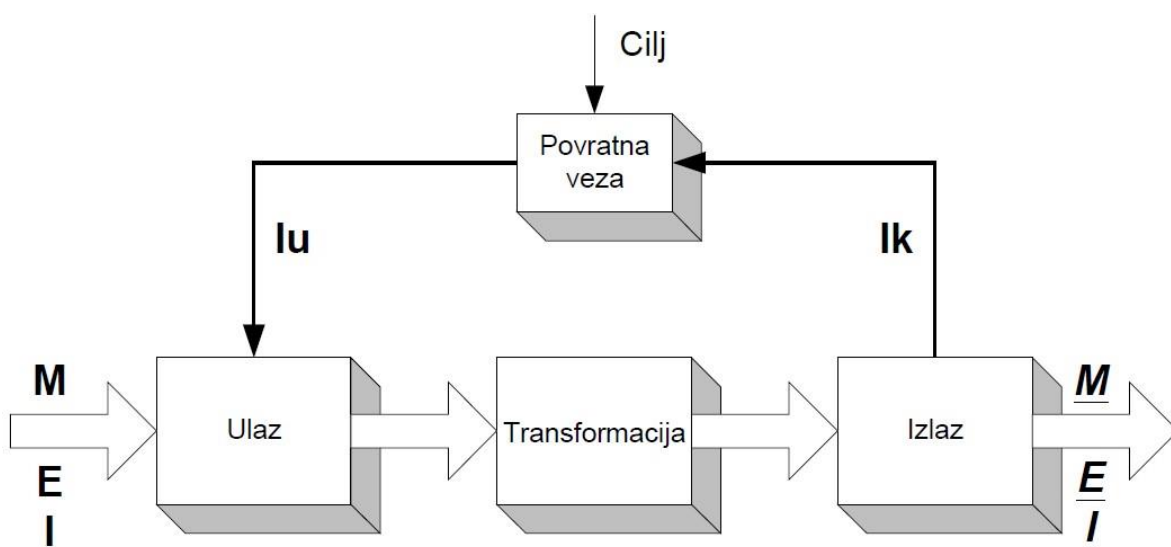 Cilj
Povratna
veza
Iu
Ik
M
Ulaz
Transformacija
Izlaz
M
E
I
E
I